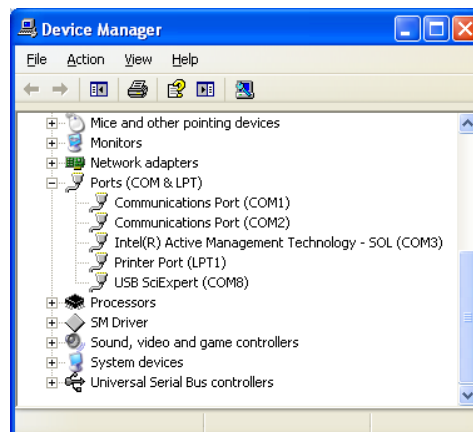 Device Manager
File Action View Help
Mice and other pointing devices
Monitors
Network adapters
Ports (COM & LPT)
Communications Port (COM1)
Communications Port (COM2)
Intel(R) Active Management Technology - SOL (COM3)
Printer Port (LPT1)
USB SciExpert (COM8)
Processors
SM Driver
Sound, video and game controllers
System devices
Universal Serial Bus controllers